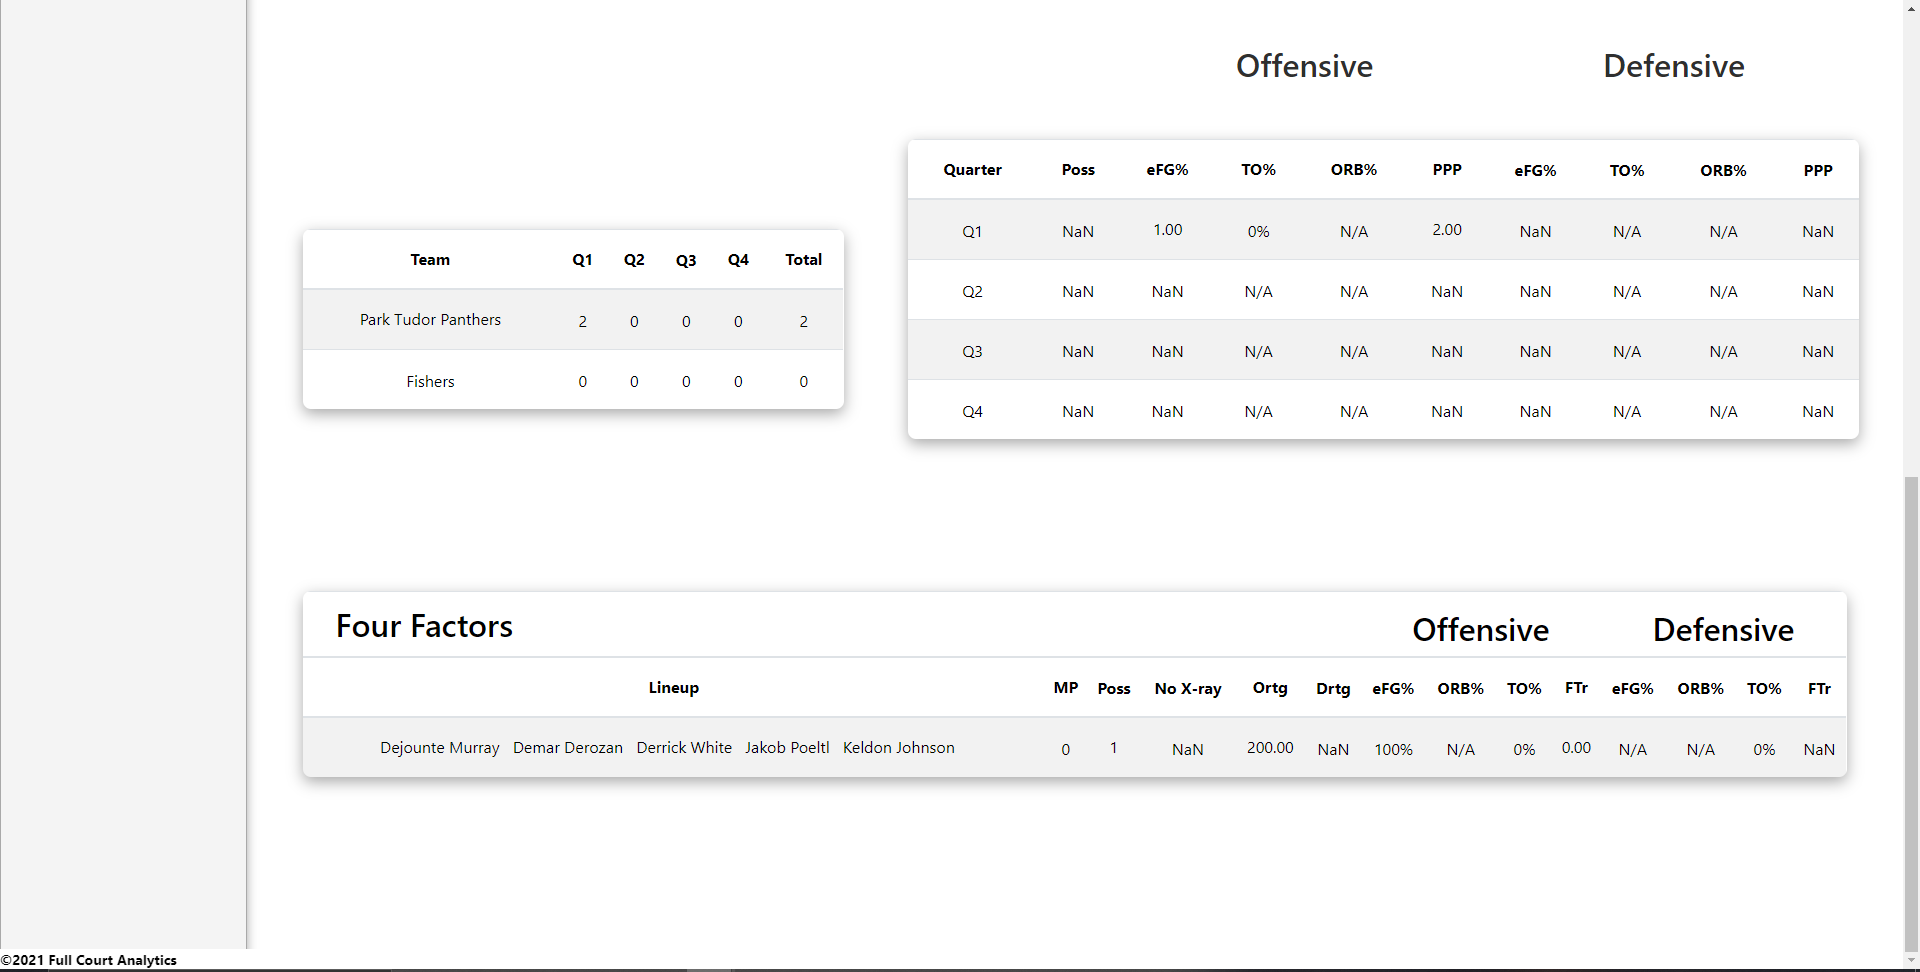 Offensive Defensive
Quarter Poss eFG% TO% ORB% PPP eFG% TO% ORB% PPP
Q1 NaN 1.00 0% N/A 2.00 NaN N/A N/A NaN
Q2 NaN NaN N/A N/A NaN NaN N/A N/A NaN
Q3 NaN NaN N/A N/A NaN NaN N/A N/A NaN
Q4 NaN NaN N/A N/A NaN NaN N/A N/A NaN
Team Q1 Q2 Q3 Q4 Total
Park Tudor Panthers 2 0 0 0 2
Fishers 0 0 0 0 0
Four Factors Offensive Defensive
Lineup MP Poss No X-ray Ortg Drtg eFG% ORB% TO% FTr eFG% ORB% TO% FTr
Dejounte Murray Demar Derozan Derrick White Jakob Poeltl Keldon Johnson 0 1 NaN 200.00 NaN 100% N/A 0% 0.00 N/A N/A 0% NaN
©2021 Full Court Analytics